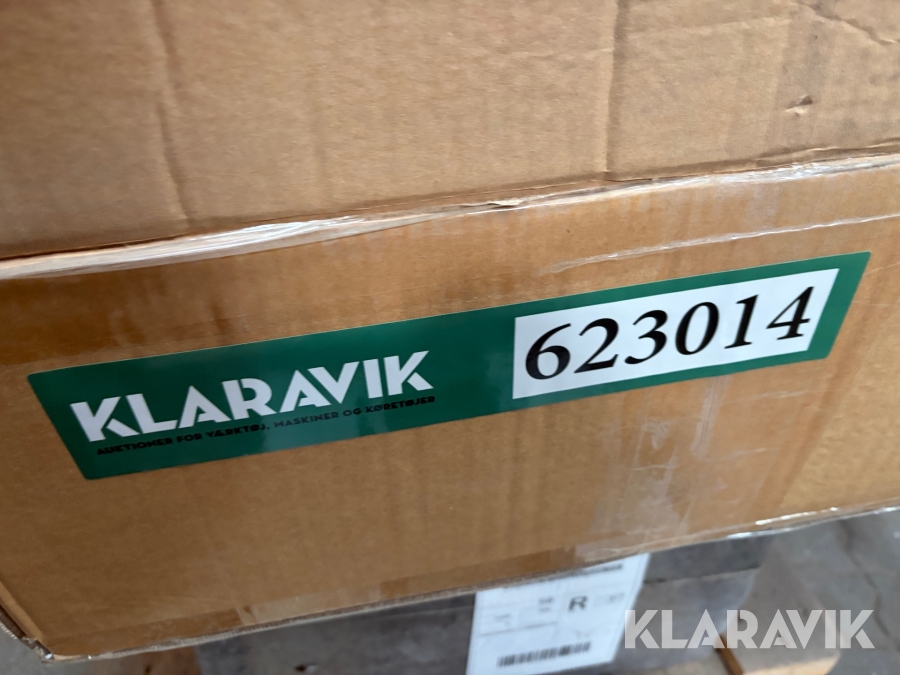 KLARAVIK
AUKTIONER FOR VÆRKTØJ, MASKINER OG KØRETØJER
623014
R
KLARAVIK